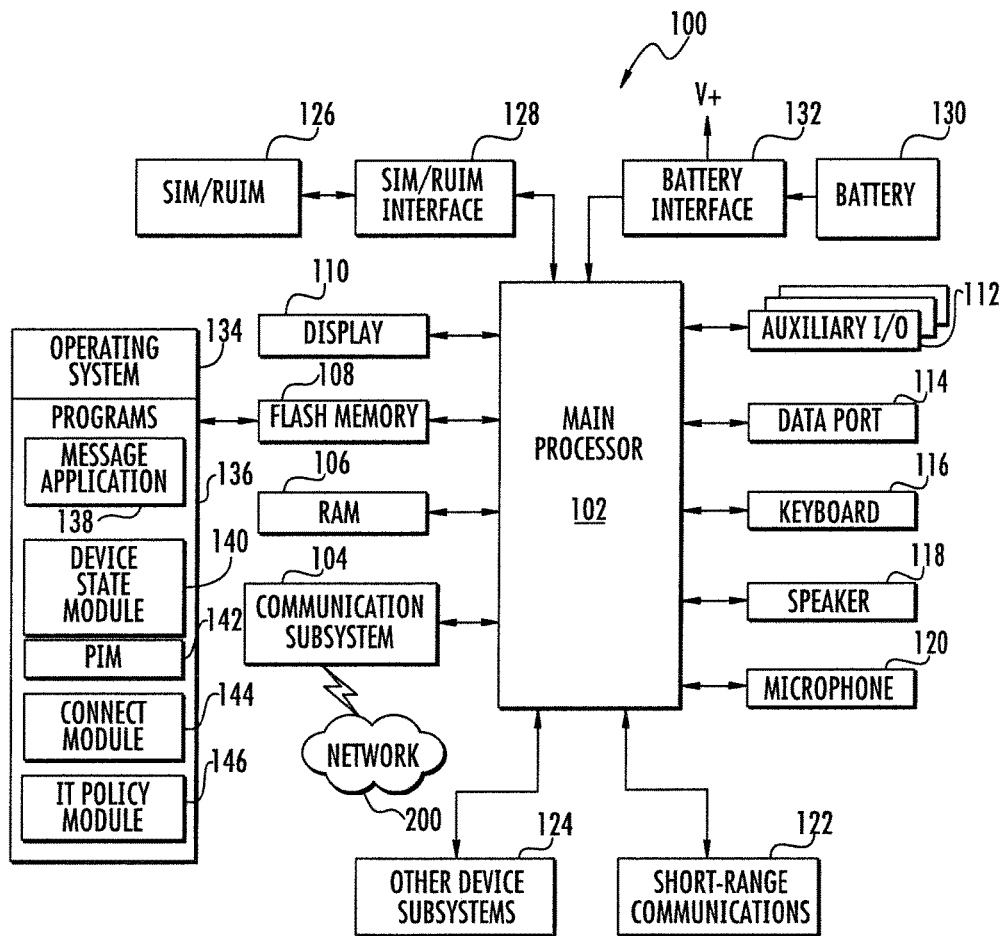 100
V+
126
128
132
130
SIM/RUIM
SIM/RUIM
INTERFACE
BATTERY
INTERFACE
BATTERY
110
DISPLAY
112
AUXILIARY I/O
OPERATING
SYSTEM
134
108
FLASH MEMORY
114
DATA PORT
PROGRAMS
MESSAGE
APPLICATION
136
138
106
RAM
MAIN
PROCESSOR
102
116
KEYBOARD
DEVICE
STATE
MODULE
140
104
COMMUNICATION
SUBSYSTEM
118
SPEAKER
PIM
142
120
MICROPHONE
CONNECT
MODULE
144
NETWORK
200
IT POLICY
MODULE
146
124
OTHER DEVICE
SUBSYSTEMS
122
SHORT-RANGE
COMMUNICATIONS